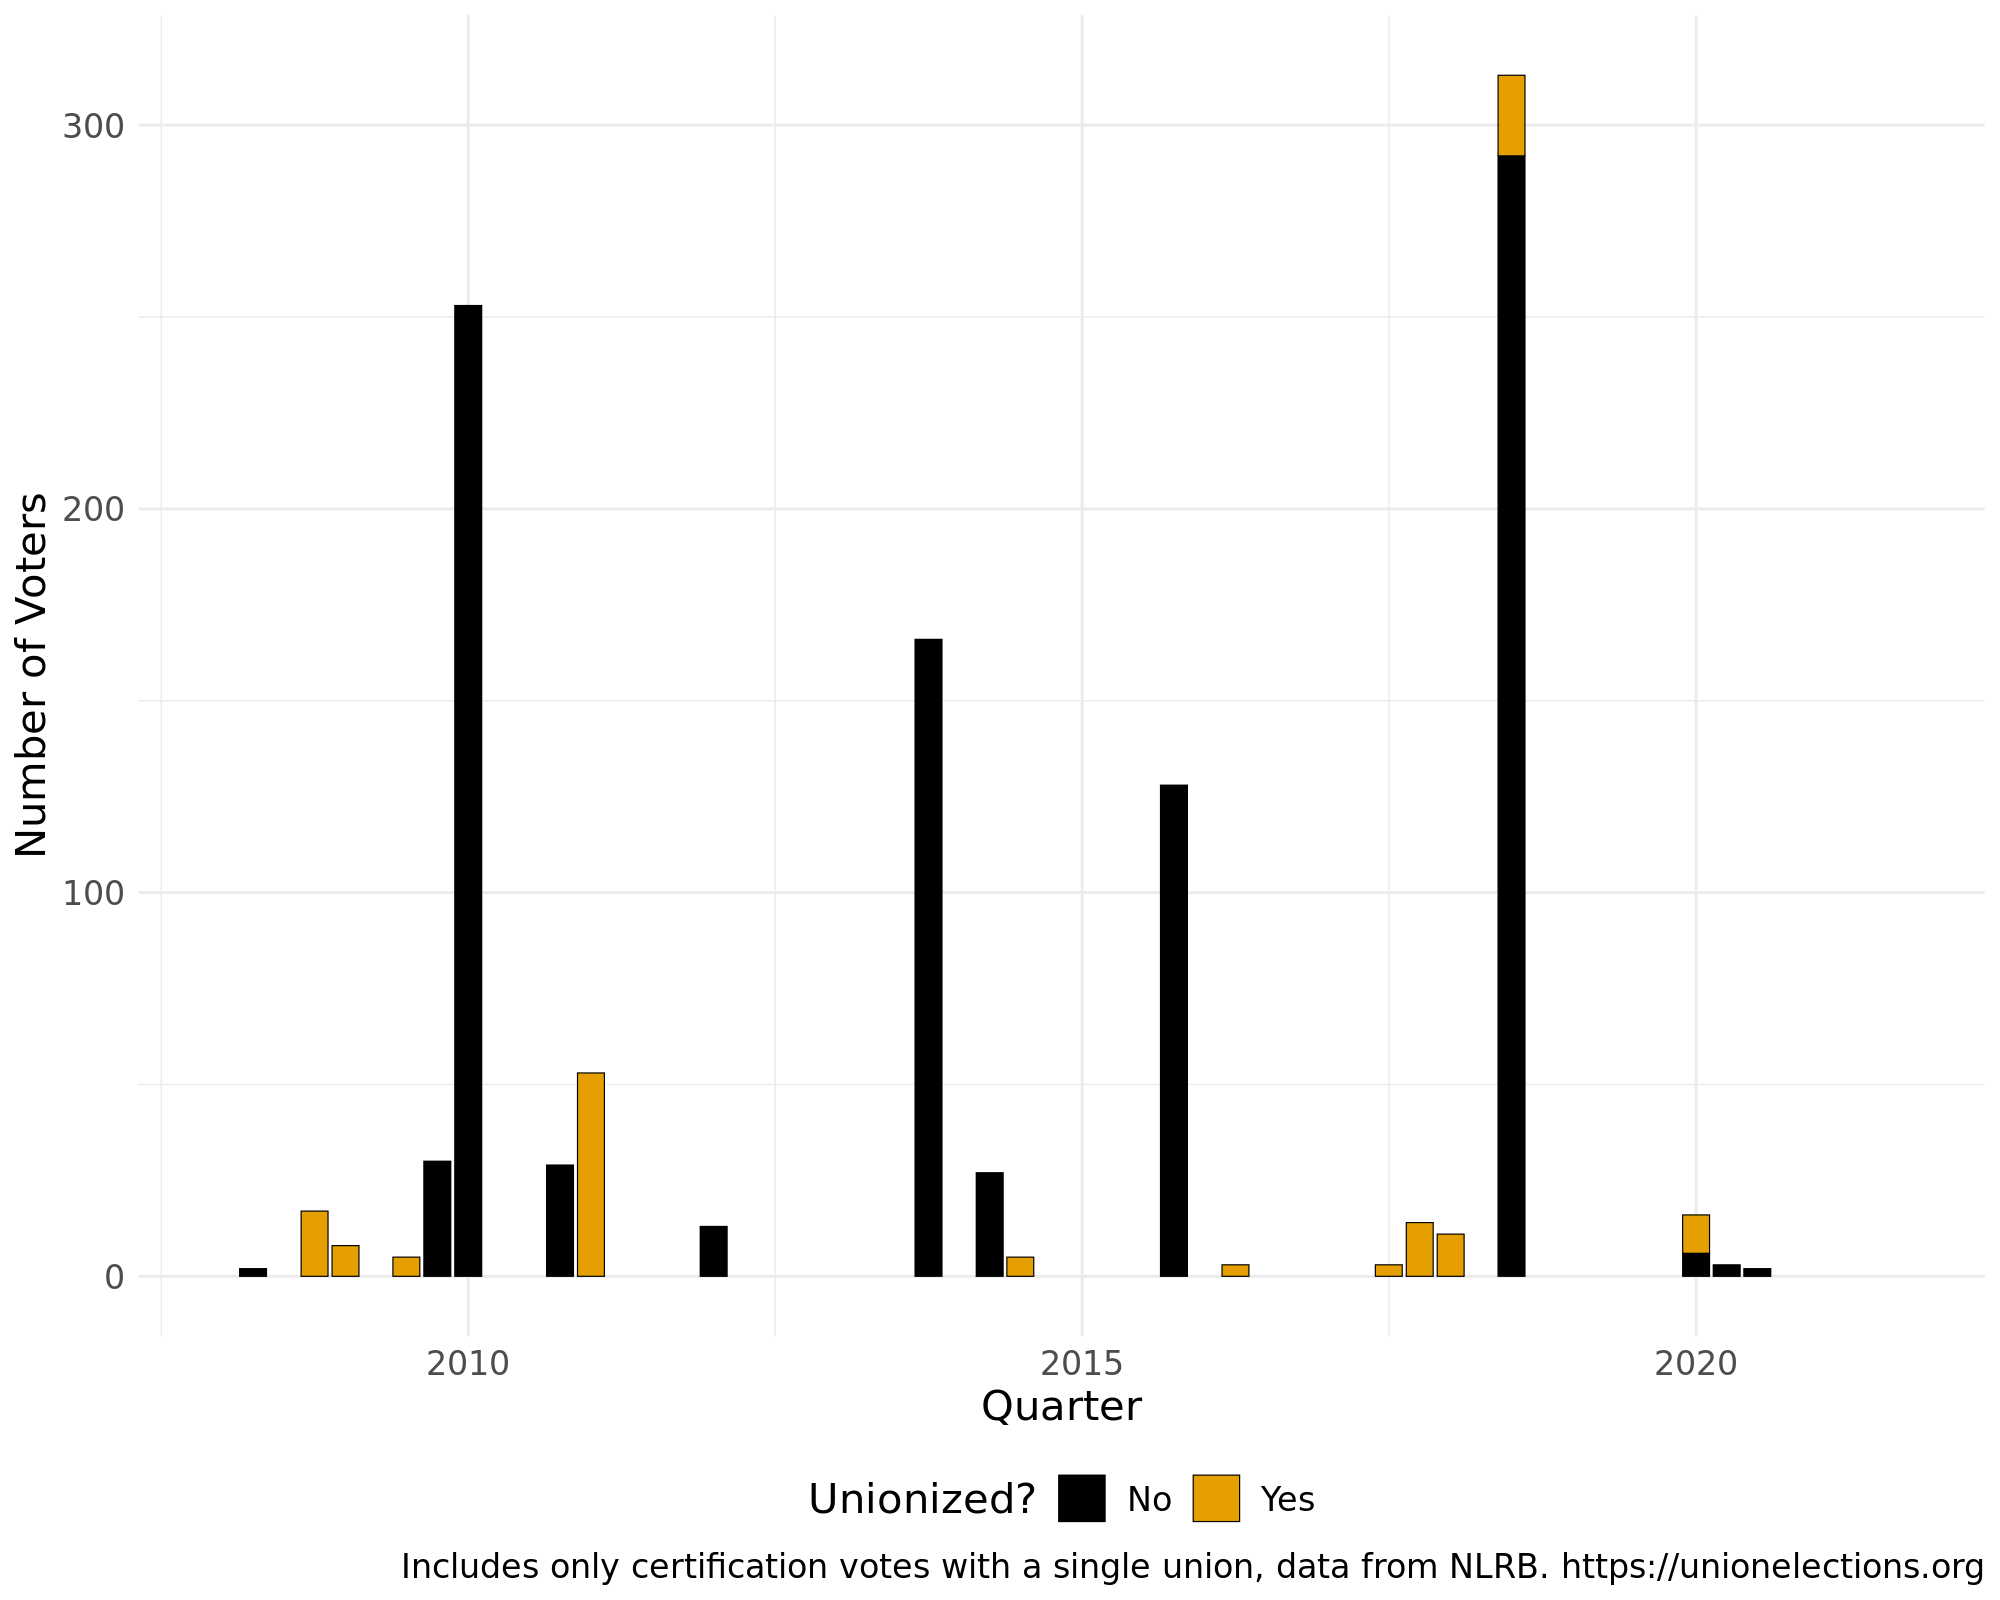 300
200
100
0
Number of Voters
2010 2015 2020
Quarter
Unionized? No Yes
Includes only certification votes with a single union, data from NLRB. https://unionelections.org